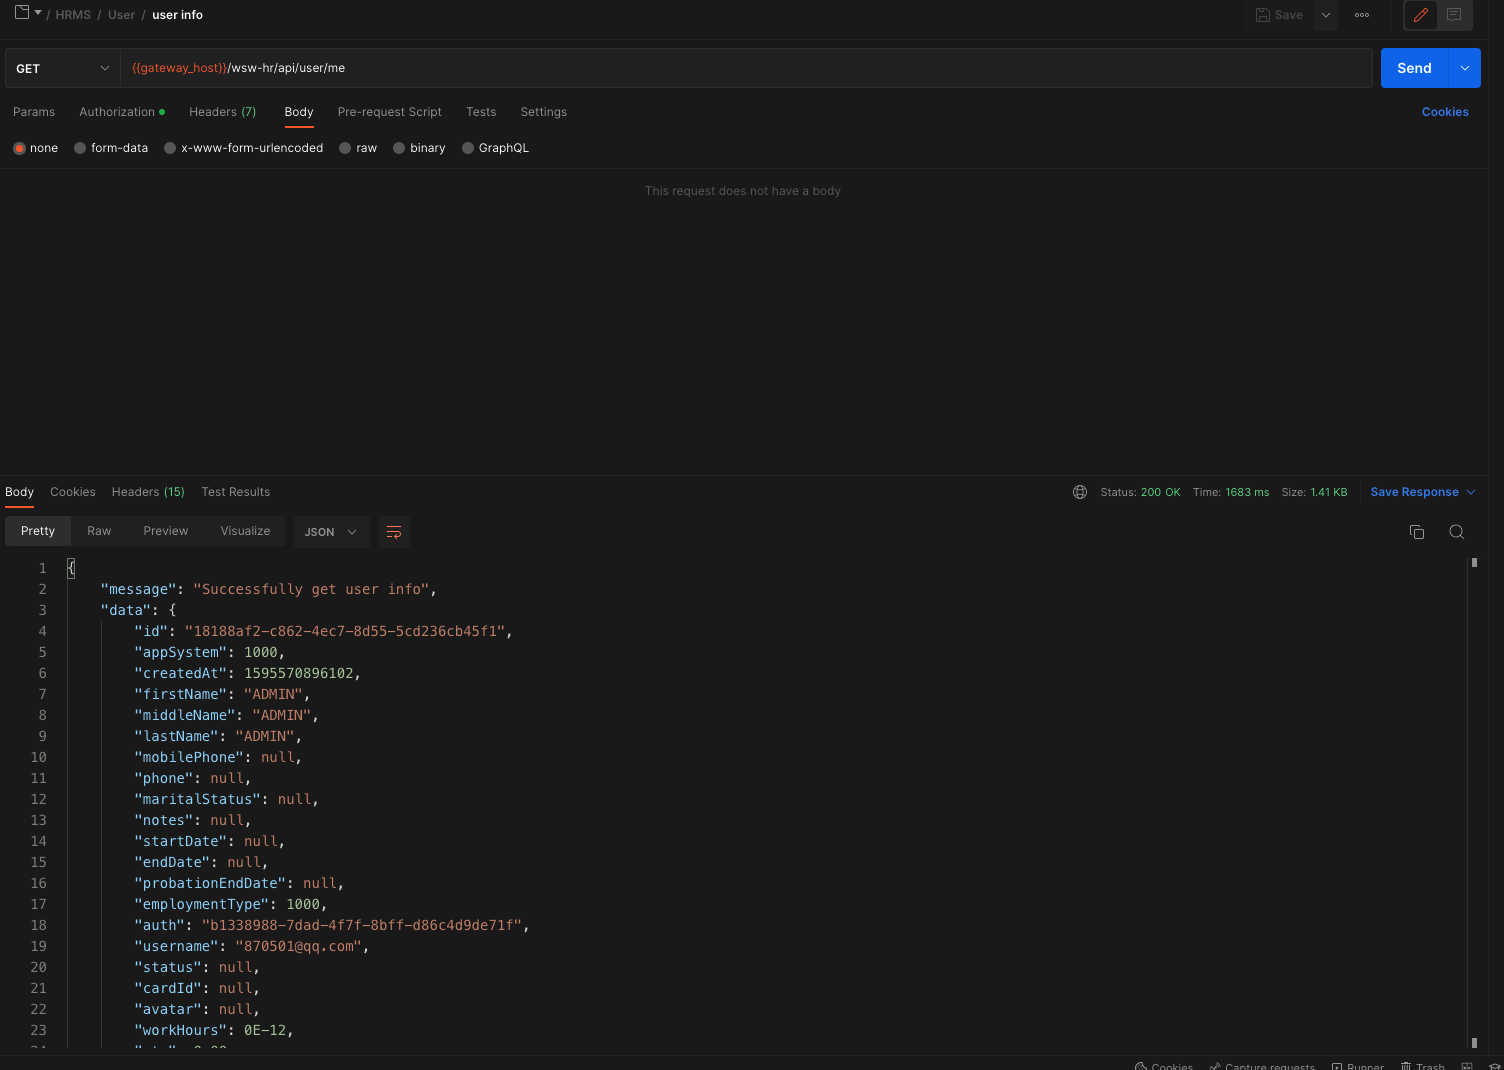 / HRMS / User / user info
Save
GET
{{gateway_host}}/wsw-hr/api/user/me
Send
Params Authorization Headers (7) Body Pre-request Script Tests Settings Cookies
none form-data x-www-form-urlencoded raw binary GraphQL
This request does not have a body
Body Cookies Headers (15) Test Results Status: 200 OK Time: 1683 ms Size: 1.41 KB Save Response
Pretty Raw Preview Visualize JSON
1 {
2 "message": "Successfully get user info",
3 "data": {
4 "id": "18188af2-c862-4ec7-8d55-5cd236cb45f1",
5 "appSystem": 1000,
6 "createdAt": 1595570896102,
7 "firstName": "ADMIN",
8 "middleName": "ADMIN",
9 "lastName": "ADMIN",
10 "mobilePhone": null,
11 "phone": null,
12 "maritalStatus": null,
13 "notes": null,
14 "startDate": null,
15 "endDate": null,
16 "probationEndDate": null,
17 "employmentType": 1000,
18 "auth": "b1338988-7dad-4f7f-8bff-d86c4d9de71f",
19 "username": "870501@qq.com",
20 "status": null,
21 "cardId": null,
22 "avatar": null,
23 "workHours": 0E-12,
Cookies Capture requests Runner Trash